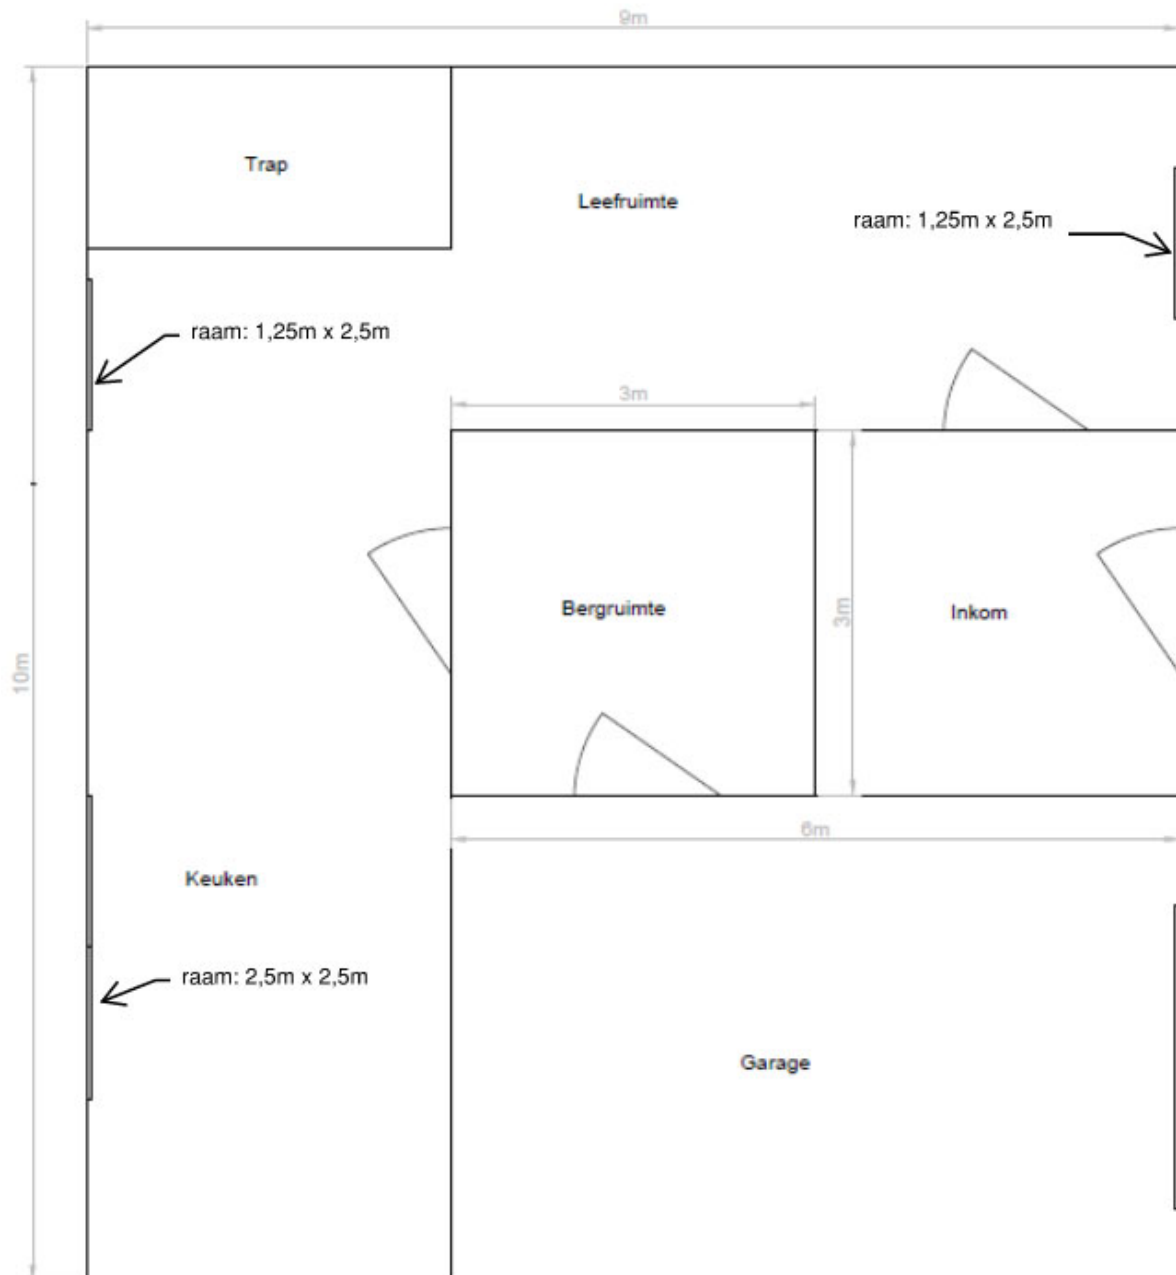 9m
Trap
Leefruimte
raam: 1,25m x 2,5m
raam: 1,25m x 2,5m
3m
Bergruimte
3m
Inkom
10m
6m
Keuken
raam: 2,5m x 2,5m
Garage